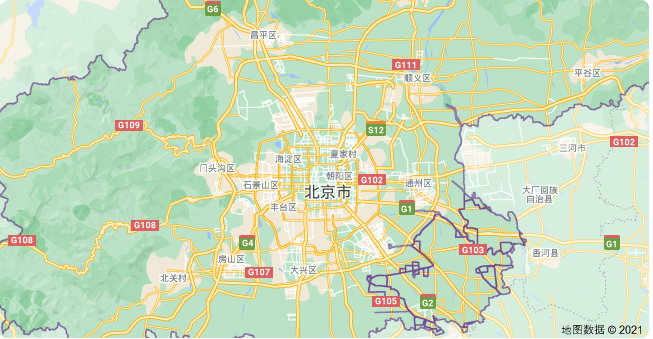 G6
昌平区
G111
顺义区
平谷区
G109
S12
G102
海淀区
夏家村
三河市
门头沟区
石景山区
朝阳区
G102
通州区
北京市
大厂回族
自治县
丰台区
G1
G108
G108
G4
G103
G1
房山区
香河县
北关村
G107
大兴区
G105
G2
地图数据 © 2021